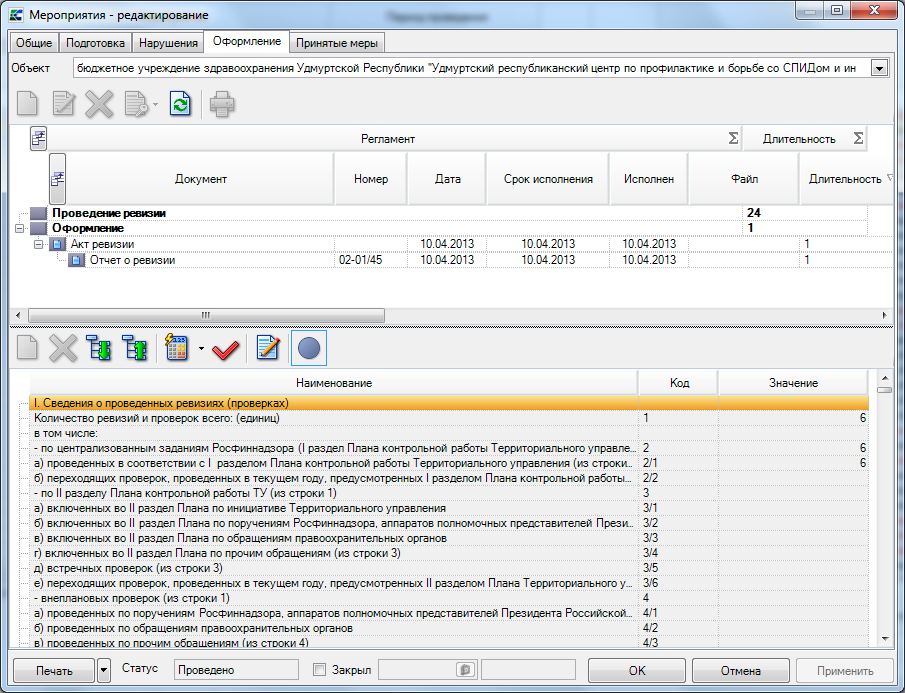 Мероприятия - редактирование
Общие Подготовка Нарушения Оформление Принятые меры
Объект бюджетное учреждение здравоохранения Удмуртской Республики "Удмуртский республиканский центр по профилактике и борьбе со СПИДом и ин
Регламент Σ Длительность Σ
Документ Номер Дата Срок исполнения Исполнен Файл Длительность
Проведение ревизии 24
Оформление 1
Акт ревизии 10.04.2013 10.04.2013 10.04.2013 1
Отчет о ревизии 02-01/45 10.04.2013 10.04.2013 10.04.2013 1
Наименование Код Значение
I. Сведения о проведенных ревизиях (проверках)
Количество ревизий и проверок всего: (единиц) 1 6
в том числе:
- по централизованным заданиям Росфиннадзора (I раздел Плана контрольной работы Территориального управле... 2 6
а) проведенных в соответствии с I разделом Плана контрольной работы Территориального управления (из строки... 2/1 6
б) переходящих проверок, проведенных в текущем году, предусмотренных I разделом Плана контрольной работы... 2/2
- по II разделу Плана контрольной работы ТУ (из строки 1) 3
а) включенных во II раздел Плана по инициативе Территориального управления 3/1
б) включенных во II раздел Плана по поручениям Росфиннадзора, аппаратов полномочных представителей Прези... 3/2
в) включенных во II раздел Плана по обращениям правоохранительных органов 3/3
г) включенных во II раздел Плана по прочим обращениям (из строки 3) 3/4
д) встречных проверок (из строки 3) 3/5
е) переходящих проверок, проведенных в текущем году, предусмотренных II разделом Плана Территориального у... 3/6
- внеплановых проверок (из строки 1) 4
а) проведенных по поручениям Росфиннадзора, аппаратов полномочных представителей Президента Российской... 4/1
б) проведенных по обращениям правоохранительных органов 4/2
в) проведенных по прочим обращениям (из строки 4) 4/3
Печать Статус Проведено Закрыл ОК Отмена Применить